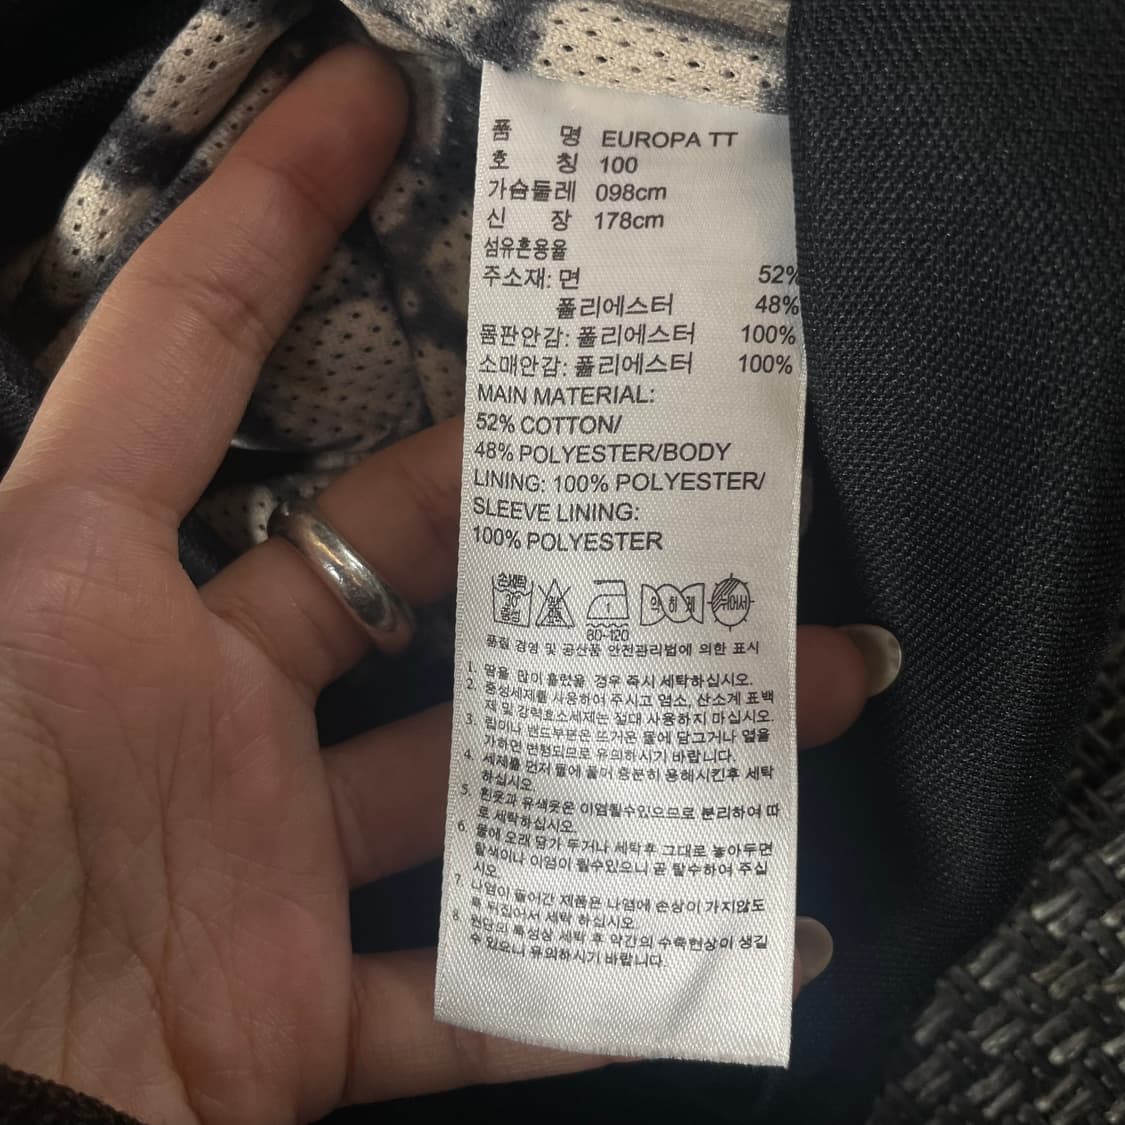 품 명 EUROPA TT
호 칭 100
가슴둘레 098cm
신 장 178cm
섬유혼용율
주소재: 면 52%
폴리에스터 48%
몸판안감: 폴리에스터 100%
소매안감: 폴리에스터 100%
MAIN MATERIAL:
52% COTTON/
48% POLYESTER/BODY
LINING: 100% POLYESTER/
SLEEVE LINING:
100% POLYESTER
손세탁 약 하 게 뉘어서
30 1
중성 80~120
품질 경영 및 공산품 안전관리법에 의한 표시
1. 땀을 많이 흘렸을 경우 즉시 세탁하십시오.
2. 중성세제를 사용하여 주시고 염소, 산소계 표백
제 및 강력효소세제는 절대 사용하지 마십시오.
3. 립이나 밴드부분은 뜨거운 물에 담그거나 열을
가하면 변형되므로 유의하시기 바랍니다.
4. 세제를 먼저 물에 풀어 충분히 용해시킨후 세탁
하십시오.
5. 흰옷과 유색옷은 이염될수있으므로 분리하여 따
로 세탁하십시오.
6. 물에 오래 담가 두거나 세탁후 그대로 놓아두면
탈색이나 이염이 될수있으니 곧 탈수하여 주십
시오.
7. 나염이 들어간 제품은 나염에 손상이 가지않도
록 뒤집어서 세탁 하십시오.
8. 원단의 특성상 세탁 후 약간의 수축현상이 생길
수 있으니 유의하시기 바랍니다.